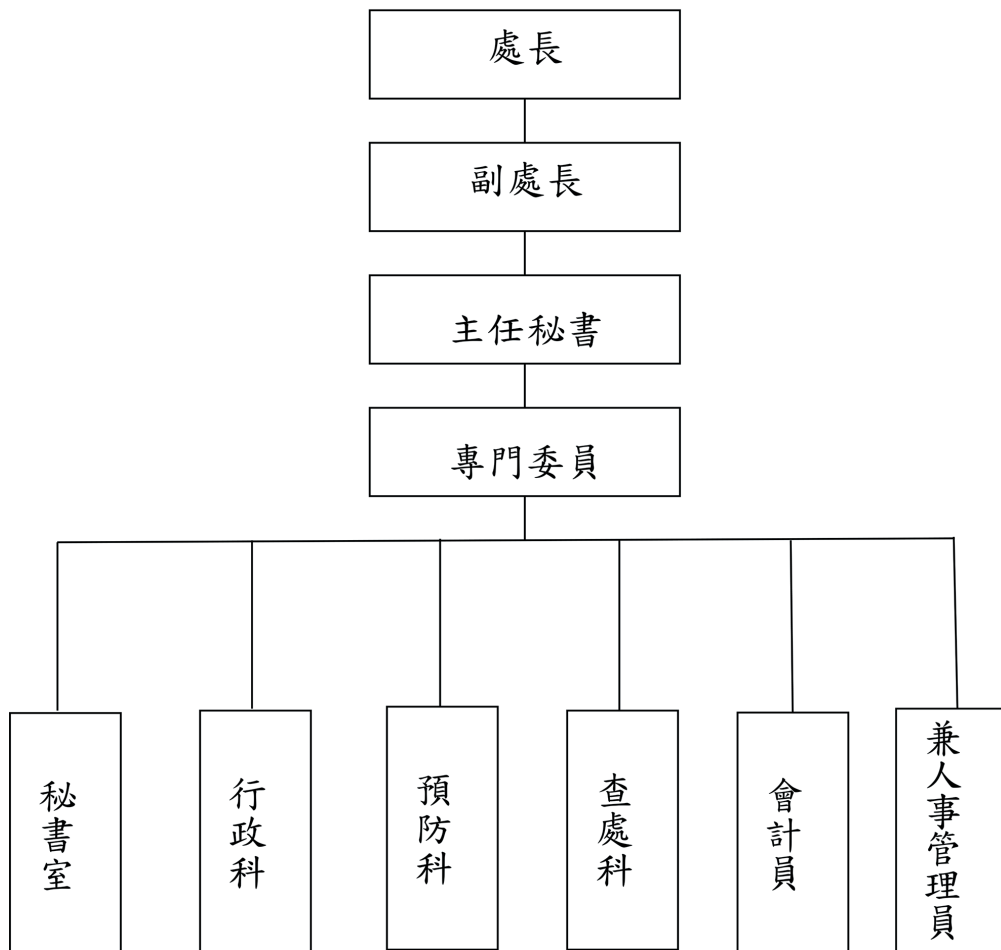 處長
副處長
主任秘書
專門委員
秘書室
行政科
預防科
查處科
會計員
兼人事管理員